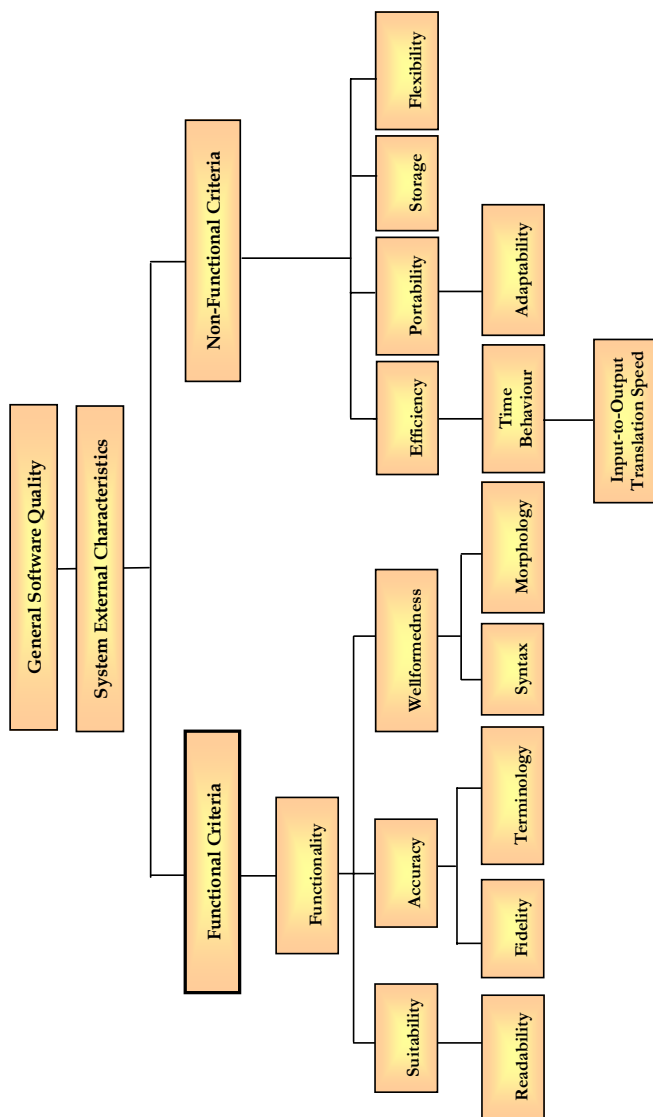 General Software Quality
System External Characteristics
Functional Criteria
Non-Functional Criteria
Functionality
Suitability
Accuracy
Wellformedness
Efficiency
Portability
Storage
Flexibility
Readability
Fidelity
Terminology
Syntax
Morphology
Time
Behaviour
Adaptability
Input-to-Output
Translation Speed